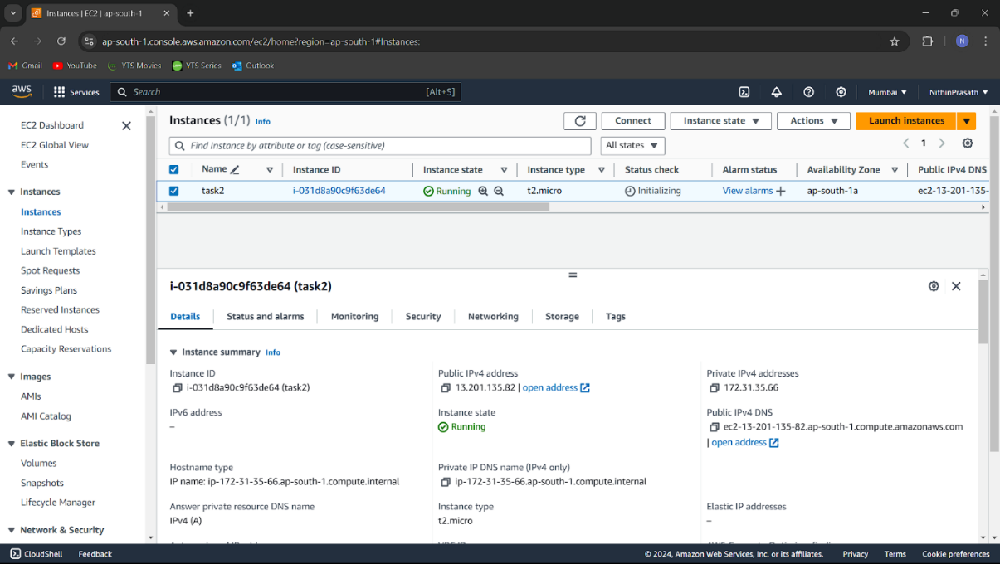 Instances | EC2 | ap-south-1
ap-south-1.console.aws.amazon.com/ec2/home?region=ap-south-1#Instances:
N
Gmail YouTube YTS Movies YTS Series Outlook
aws Services Search [Alt+S] Mumbai NithinPrasath
EC2 Dashboard
EC2 Global View
Events
Instances
Instances
Instance Types
Launch Templates
Spot Requests
Savings Plans
Reserved Instances
Dedicated Hosts
Capacity Reservations
Images
AMIs
AMI Catalog
Elastic Block Store
Volumes
Snapshots
Lifecycle Manager
Network & Security
Instances (1/1) Info Connect Instance state Actions Launch instances
Find Instance by attribute or tag (case-sensitive) All states 1
Name Instance ID Instance state Instance type Status check Alarm status Availability Zone Public IPv4 DNS
task2 i-031d8a90c9f63de64 Running t2.micro Initializing View alarms ap-south-1a ec2-13-201-135-
i-031d8a90c9f63de64 (task2)
Details Status and alarms Monitoring Security Networking Storage Tags
Instance summary Info
Instance ID
i-031d8a90c9f63de64 (task2)
Public IPv4 address
13.201.135.82 | open address
Private IPv4 addresses
172.31.35.66
IPv6 address
–
Instance state
Running
Public IPv4 DNS
ec2-13-201-135-82.ap-south-1.compute.amazonaws.com
| open address
Hostname type
IP name: ip-172-31-35-66.ap-south-1.compute.internal
Private IP DNS name (IPv4 only)
ip-172-31-35-66.ap-south-1.compute.internal
Answer private resource DNS name
IPv4 (A)
Instance type
t2.micro
Elastic IP addresses
–
CloudShell Feedback © 2024, Amazon Web Services, Inc. or its affiliates. Privacy Terms Cookie preferences